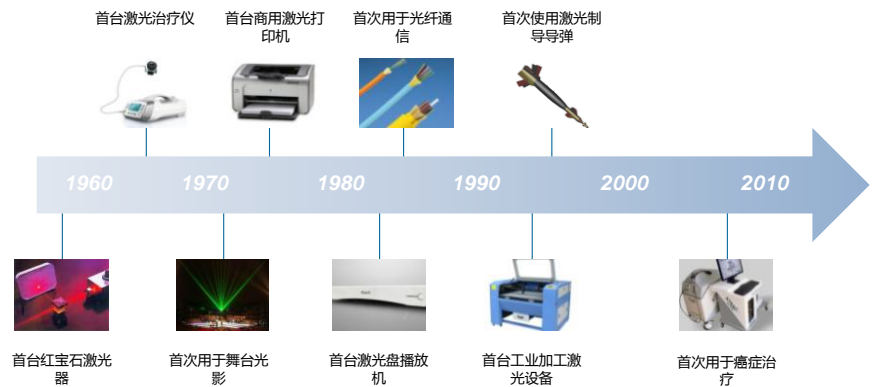 首台激光治疗仪
首台商用激光打
印机
首次用于光纤通
信
首次使用激光制
导导弹
1960
1970
1980
1990
2000
2010
首台红宝石激光
器
首次用于舞台光
影
首台激光盘播放
机
首台工业加工激
光设备
首次用于癌症治
疗